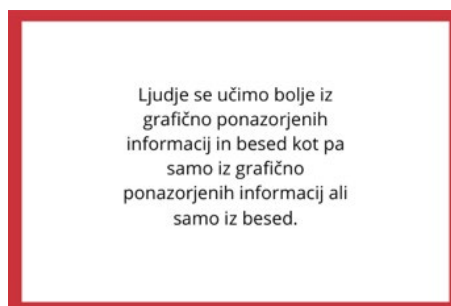 Ljudje se učimo bolje iz
grafično ponazorjenih
informacij in besed kot pa
samo iz grafično
ponazorjenih informacij ali
samo iz besed.